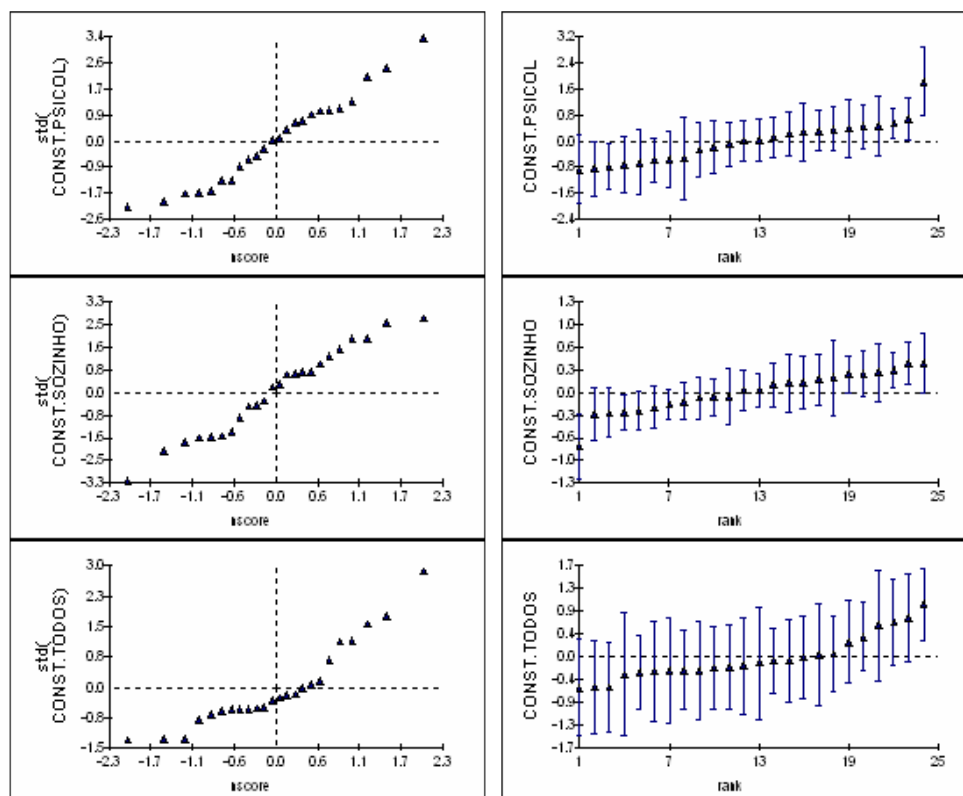 std(
CONST.PSICOL)
3.4
2.6
1.7
0.9
0.0
-0.9
-1.7
-2.6
-2.3 -1.7 -1.1 -0.6 0.0 0.6 1.1 1.7 2.3
nscore
CONST.PSICOL
3.2
2.4
1.6
0.8
0.0
-0.8
-1.6
-2.4
1 7 13 19 25
rank
std(
CONST.SOZINHO)
3.3
2.5
1.6
0.8
0.0
-0.8
-1.6
-2.5
-3.3
-2.3 -1.7 -1.1 -0.6 0.0 0.6 1.1 1.7 2.3
nscore
CONST.SOZINHO
1.3
1.0
0.6
0.3
0.0
-0.3
-0.6
-1.0
-1.3
1 7 13 19 25
rank
std(
CONST.TODOS)
3.0
2.3
1.5
0.8
0.0
-0.8
-1.5
-2.3 -1.7 -1.1 -0.6 0.0 0.6 1.1 1.7 2.3
nscore
CONST.TODOS
1.7
1.3
0.9
0.4
0.0
-0.4
-0.9
-1.3
-1.7
1 7 13 19 25
rank